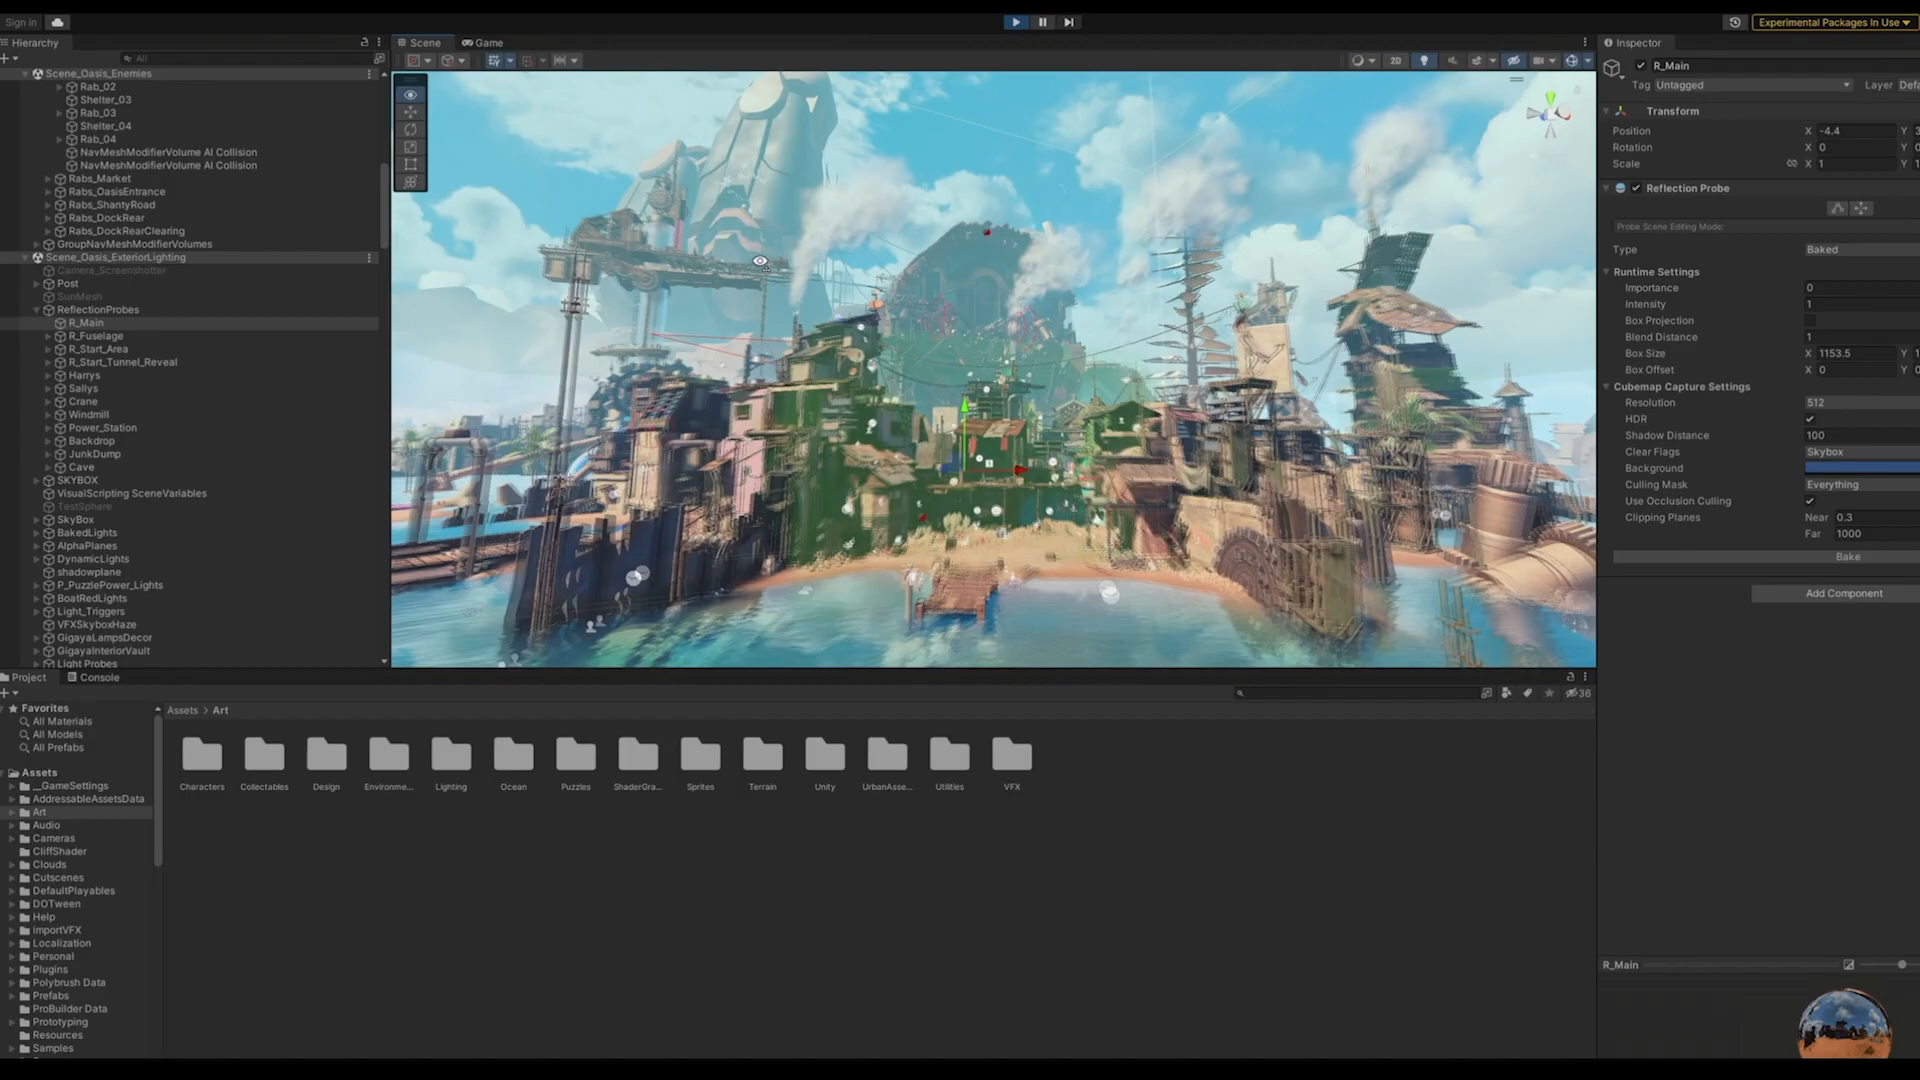 Sign in
Experimental Packages In Use
Hierarchy
All
Scene_Oasis_Enemies
Rab_02
Shelter_03
Rab_03
Shelter_04
Rab_04
NavMeshModifierVolume AI Collision
NavMeshModifierVolume AI Collision
Rabs_Market
Rabs_OasisEntrance
Rabs_ShantyRoad
Rabs_DockRear
Rabs_DockRearClearing
GroupNavMeshModifierVolumes
Scene_Oasis_ExteriorLighting
Camera_Screenshotter
Post
SunMesh
ReflectionProbes
R_Main
R_Fuselage
R_Start_Area
R_Start_Tunnel_Reveal
Harrys
Sallys
Crane
Windmill
Power_Station
Backdrop
JunkDump
Cave
SKYBOX
VisualScripting SceneVariables
TestSphere
SkyBox
BakedLights
AlphaPlanes
DynamicLights
shadowplane
P_PuzzlePower_Lights
BoatRedLights
Light_Triggers
VFXSkyboxHaze
GigayaLampsDecor
GigayaInteriorVault
Light Probes
Scene
Game
2D
Inspector
R_Main
Tag Untagged Layer Defa
Transform
Position X -4.4 Y 3
Rotation X 0 Y 0
Scale X 1 Y 1
Reflection Probe
Probe Scene Editing Mode:
Type Baked
Runtime Settings
Importance 0
Intensity 1
Box Projection
Blend Distance 1
Box Size X 1153.5 Y 1
Box Offset X 0 Y 0
Cubemap Capture Settings
Resolution 512
HDR
Shadow Distance 100
Clear Flags Skybox
Background
Culling Mask Everything
Use Occlusion Culling
Clipping Planes Near 0.3
Far 1000
Bake
Add Component
R_Main
Project
Console
36
Favorites
All Materials
All Models
All Prefabs
Assets
__GameSettings
AddressableAssetsData
Art
Audio
Cameras
CliffShader
Clouds
Cutscenes
DefaultPlayables
DOTween
Help
importVFX
Localization
Personal
Plugins
Polybrush Data
Prefabs
ProBuilder Data
Prototyping
Resources
Samples
Assets > Art
Characters
Collectables
Design
Environme...
Lighting
Ocean
Puzzles
ShaderGra...
Sprites
Terrain
Unity
UrbanAsse...
Utilities
VFX